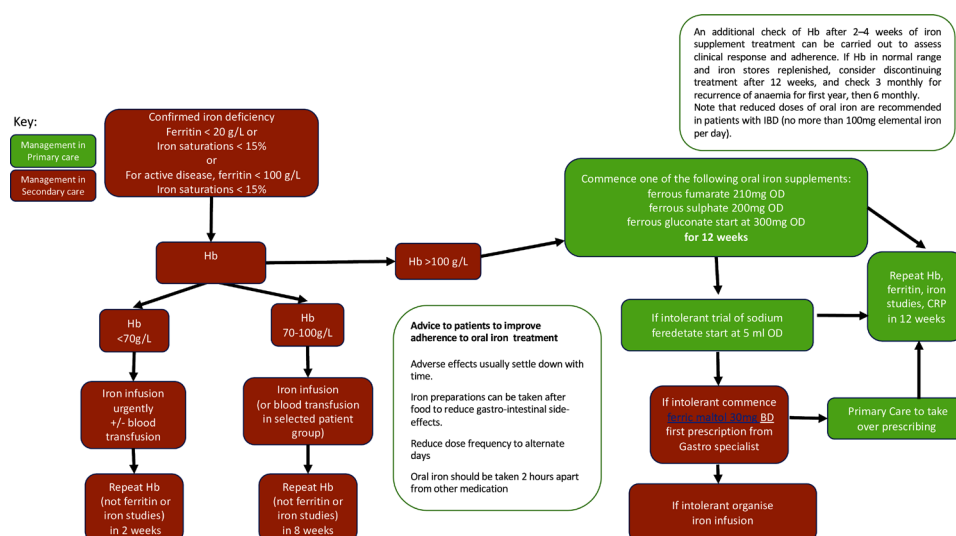 An additional check of Hb after 2–4 weeks of iron
supplement treatment can be carried out to assess
clinical response and adherence. If Hb in normal range
and iron stores replenished, consider discontinuing
treatment after 12 weeks, and check 3 monthly for
recurrence of anaemia for first year, then 6 monthly.
Note that reduced doses of oral iron are recommended
in patients with IBD (no more than 100mg elemental iron
per day).
Key:
Management in
Primary care
Management in
Secondary care
Confirmed iron deficiency
Ferritin < 20 g/L or
Iron saturations < 15%
or
For active disease, ferritin < 100 g/L
Iron saturations < 15%
Commence one of the following oral iron supplements:
ferrous fumarate 210mg OD
ferrous sulphate 200mg OD
ferrous gluconate start at 300mg OD
for 12 weeks
Hb
Hb >100 g/L
Repeat Hb,
ferritin, iron
studies, CRP
in 12 weeks
Hb
<70g/L
Hb
70-100g/L
If intolerant trial of sodium
feredetate start at 5 ml OD
Advice to patients to improve
adherence to oral iron treatment
Adverse effects usually settle down with
time.
Iron preparations can be taken after
food to reduce gastro-intestinal side-
effects.
Reduce dose frequency to alternate
days
Oral iron should be taken 2 hours apart
from other medication
Iron infusion
urgently
+/- blood
transfusion
Iron infusion
(or blood transfusion
in selected patient
group)
If intolerant commence
ferric maltol 30mg BD
first prescription from
Gastro specialist
Primary Care to take
over prescribing
Repeat Hb
(not ferritin or
iron studies)
in 2 weeks
Repeat Hb
(not ferritin or
iron studies)
in 8 weeks
If intolerant organise
iron infusion